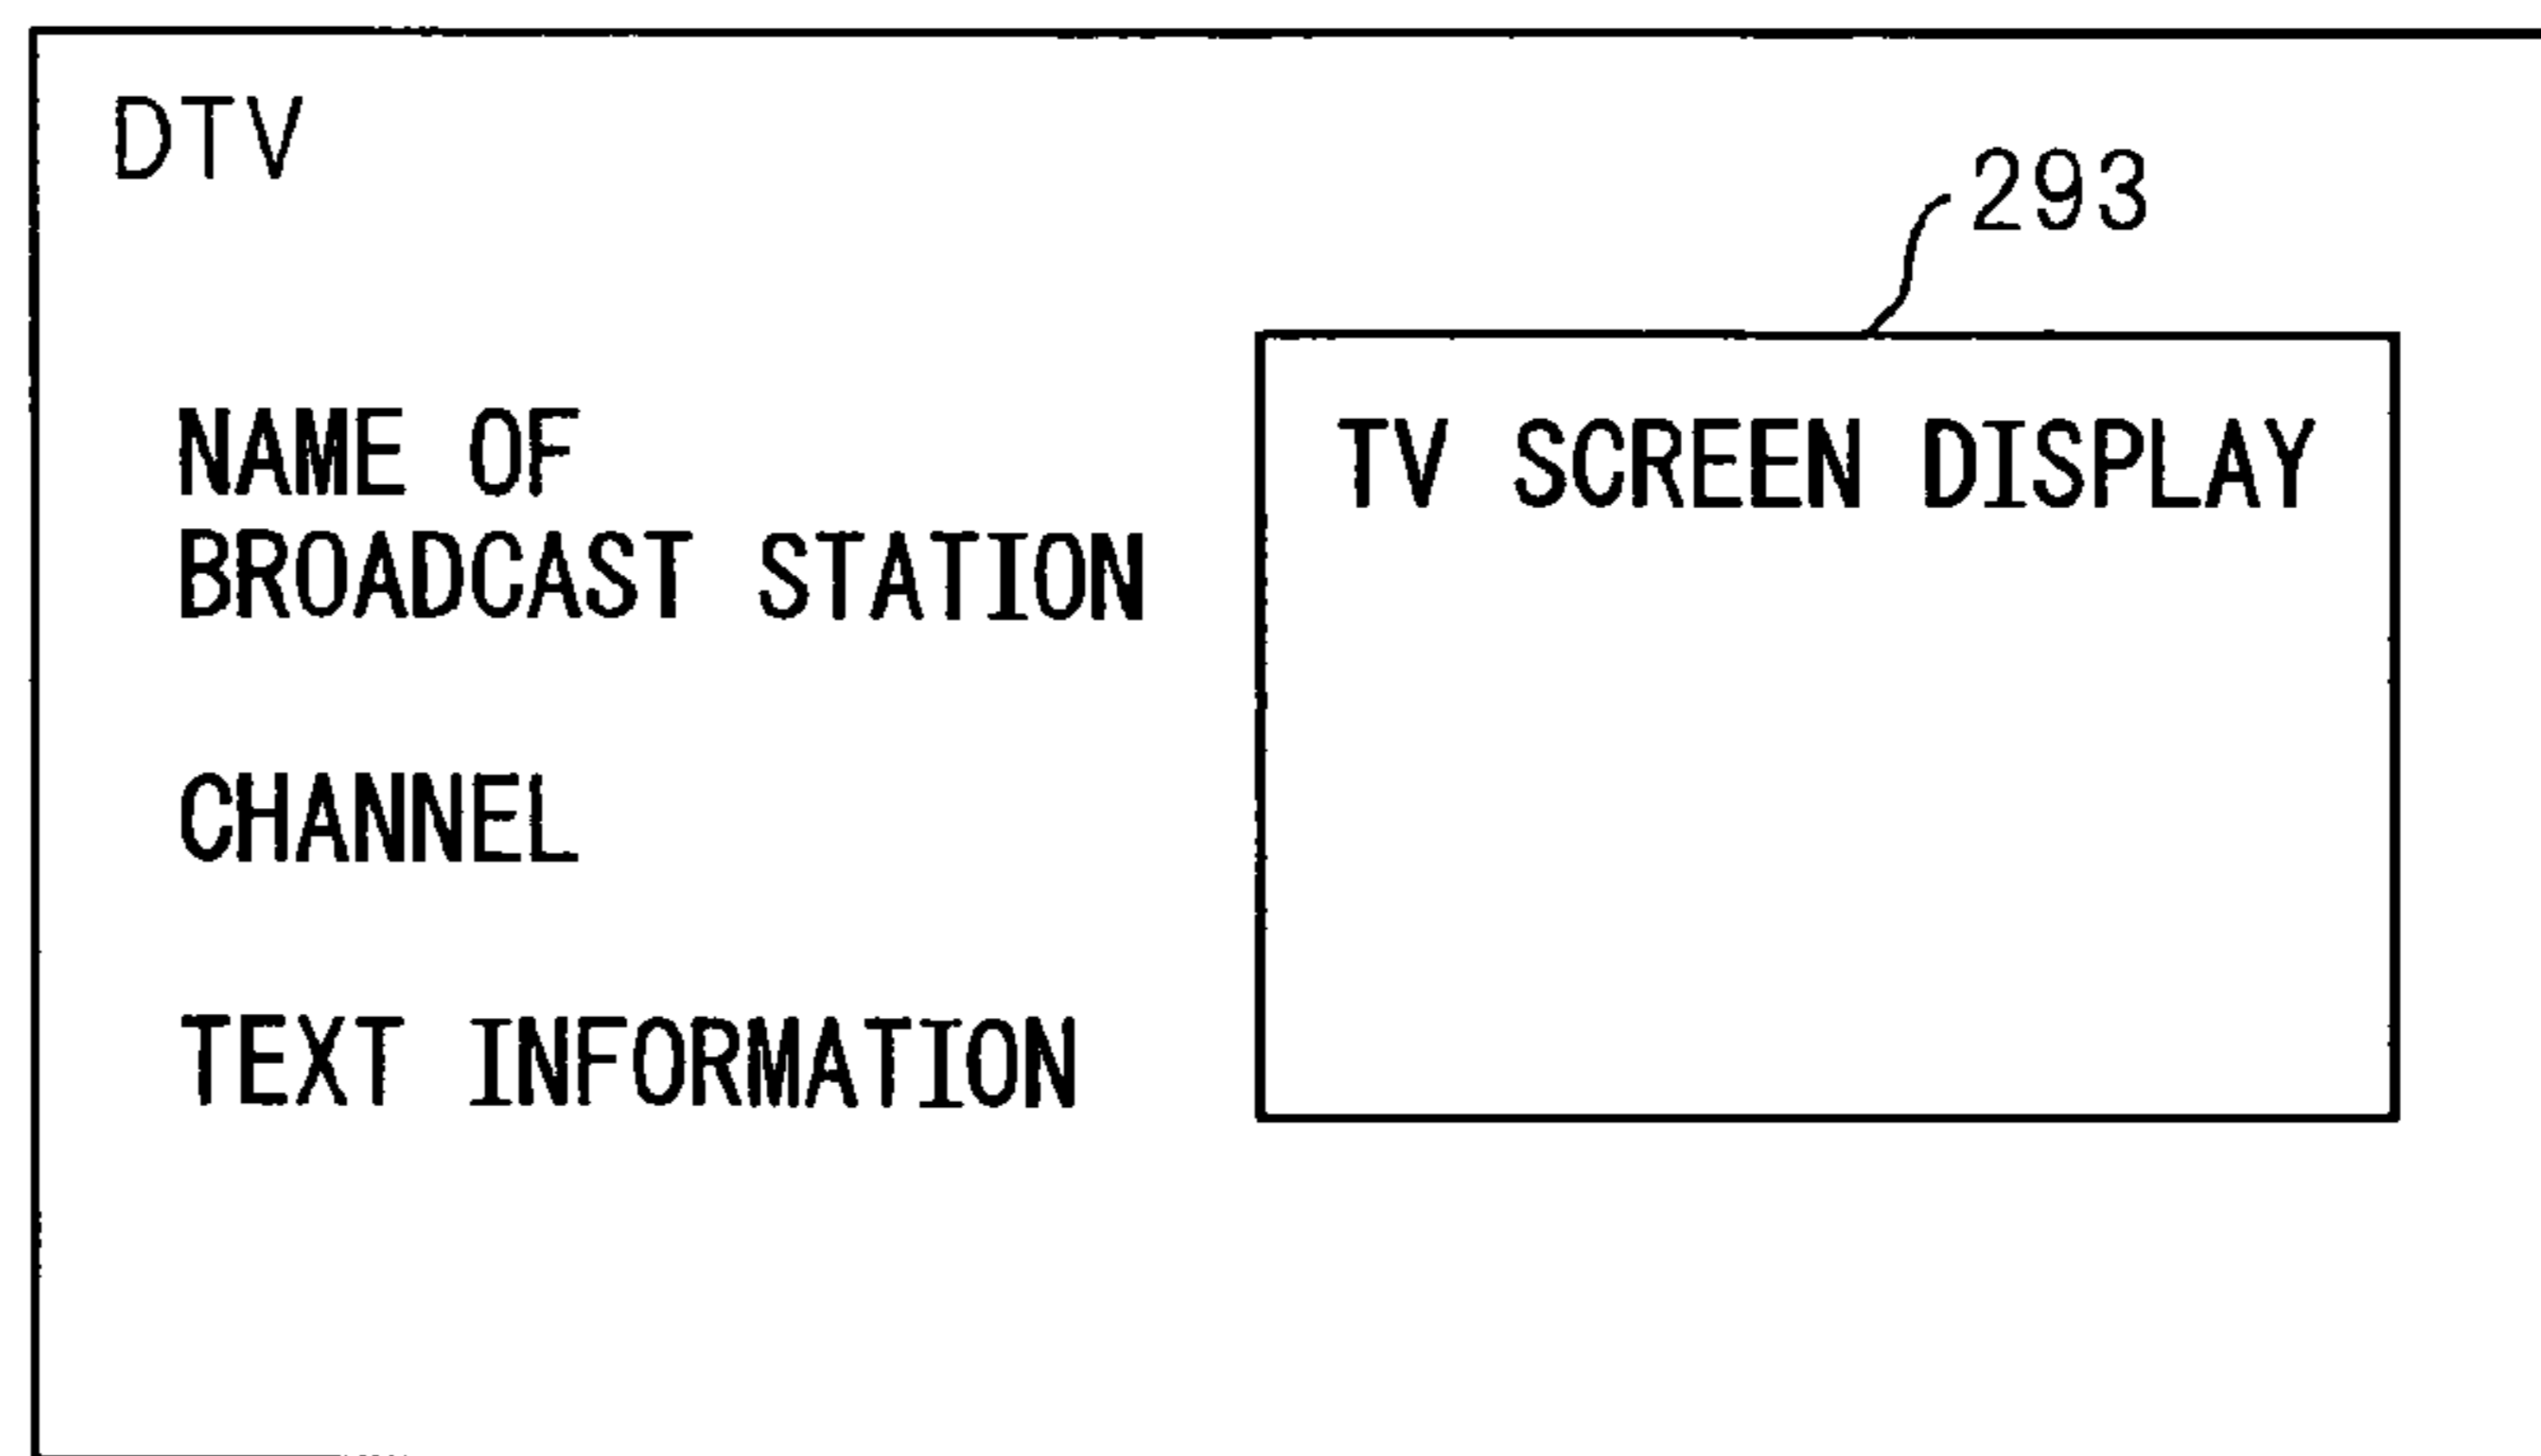 DTV
293
NAME OF
BROADCAST STATION
TV SCREEN DISPLAY
CHANNEL
TEXT INFORMATION